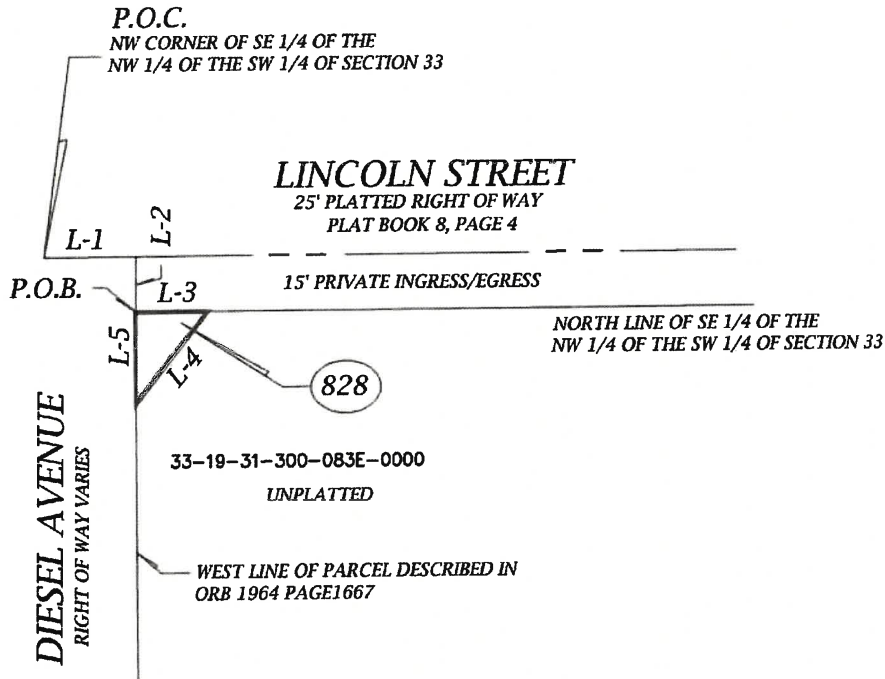 P.O.C.
NW CORNER OF SE 1/4 OF THE
NW 1/4 OF THE SW 1/4 OF SECTION 33
LINCOLN STREET
25' PLATTED RIGHT OF WAY
PLAT BOOK 8, PAGE 4
L-1
L-2
15' PRIVATE INGRESS/EGRESS
P.O.B.
L-3
NORTH LINE OF SE 1/4 OF THE
NW 1/4 OF THE SW 1/4 OF SECTION 33
L-5
L-4
828
DIESEL AVENUE
RIGHT OF WAY VARIES
33-19-31-300-083E-0000
UNPLATTED
WEST LINE OF PARCEL DESCRIBED IN
ORB 1964 PAGE1667